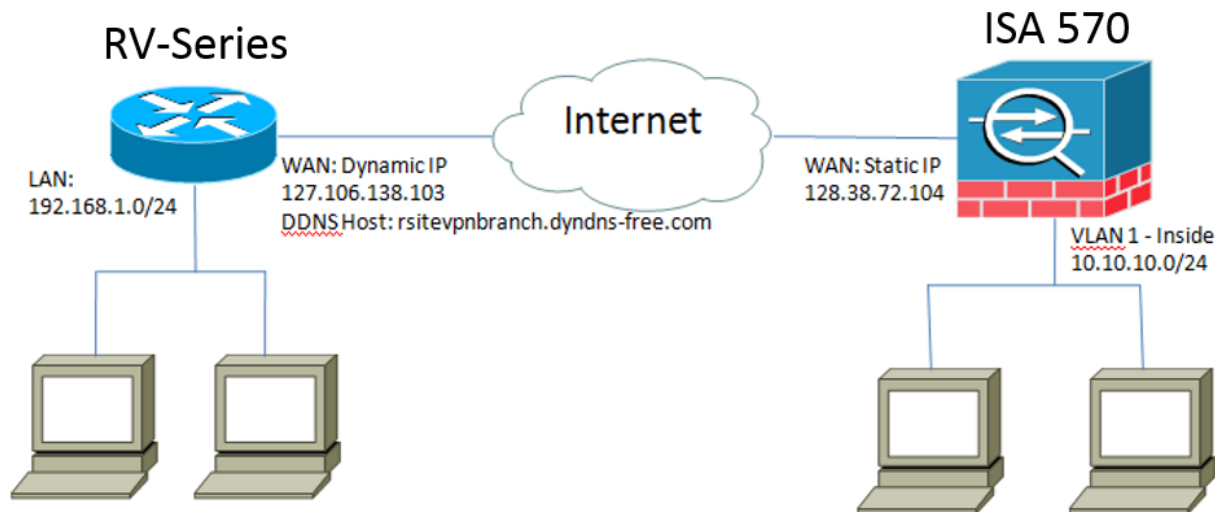 RV-Series
ISA 570
Internet
LAN:
192.168.1.0/24
WAN: Dynamic IP
127.106.138.103
DDNS Host: rsitevpnbranch.dyndns-free.com
WAN: Static IP
128.38.72.104
VLAN 1 - Inside
10.10.10.0/24